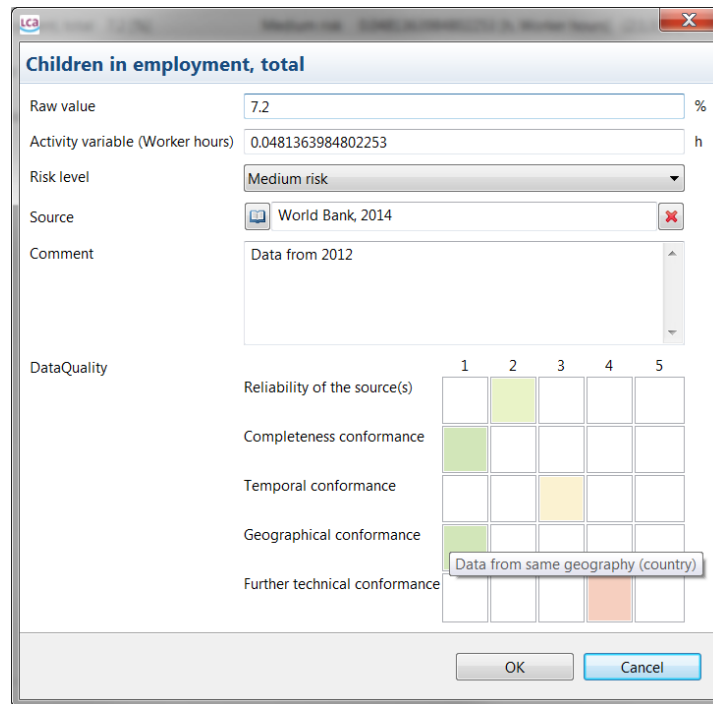 LCA
Children in employment, total
Raw value 7.2 %
Activity variable (Worker hours) 0.0481363984802253 h
Risk level Medium risk
Source World Bank, 2014
Comment Data from 2012
DataQuality 1 2 3 4 5
Reliability of the source(s)
Completeness conformance
Temporal conformance
Geographical conformance
Data from same geography (country)
Further technical conformance
OK Cancel